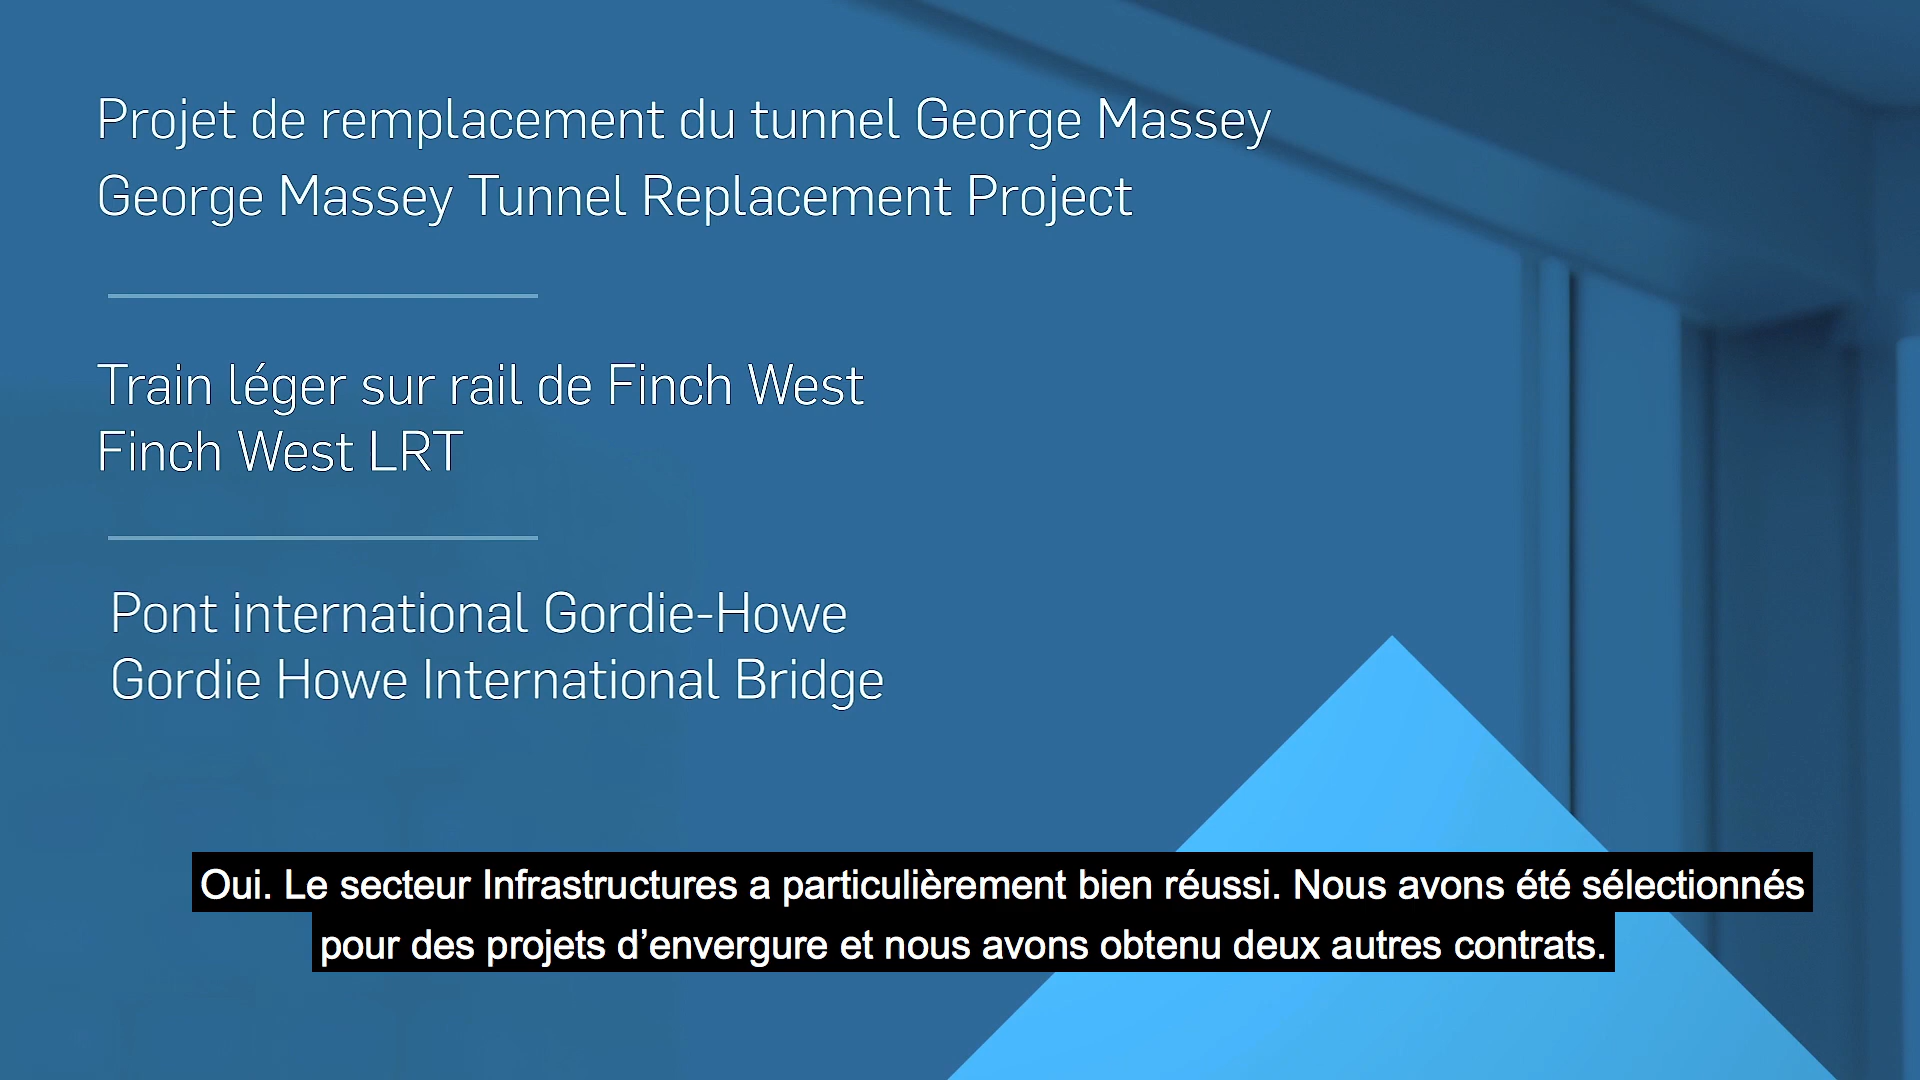 Projet de remplacement du tunnel George Massey
George Massey Tunnel Replacement Project
Train léger sur rail de Finch West
Finch West LRT
Pont international Gordie-Howe
Gordie Howe International Bridge
Oui. Le secteur Infrastructures a particulièrement bien réussi. Nous avons été sélectionnés
pour des projets d’envergure et nous avons obtenu deux autres contrats.